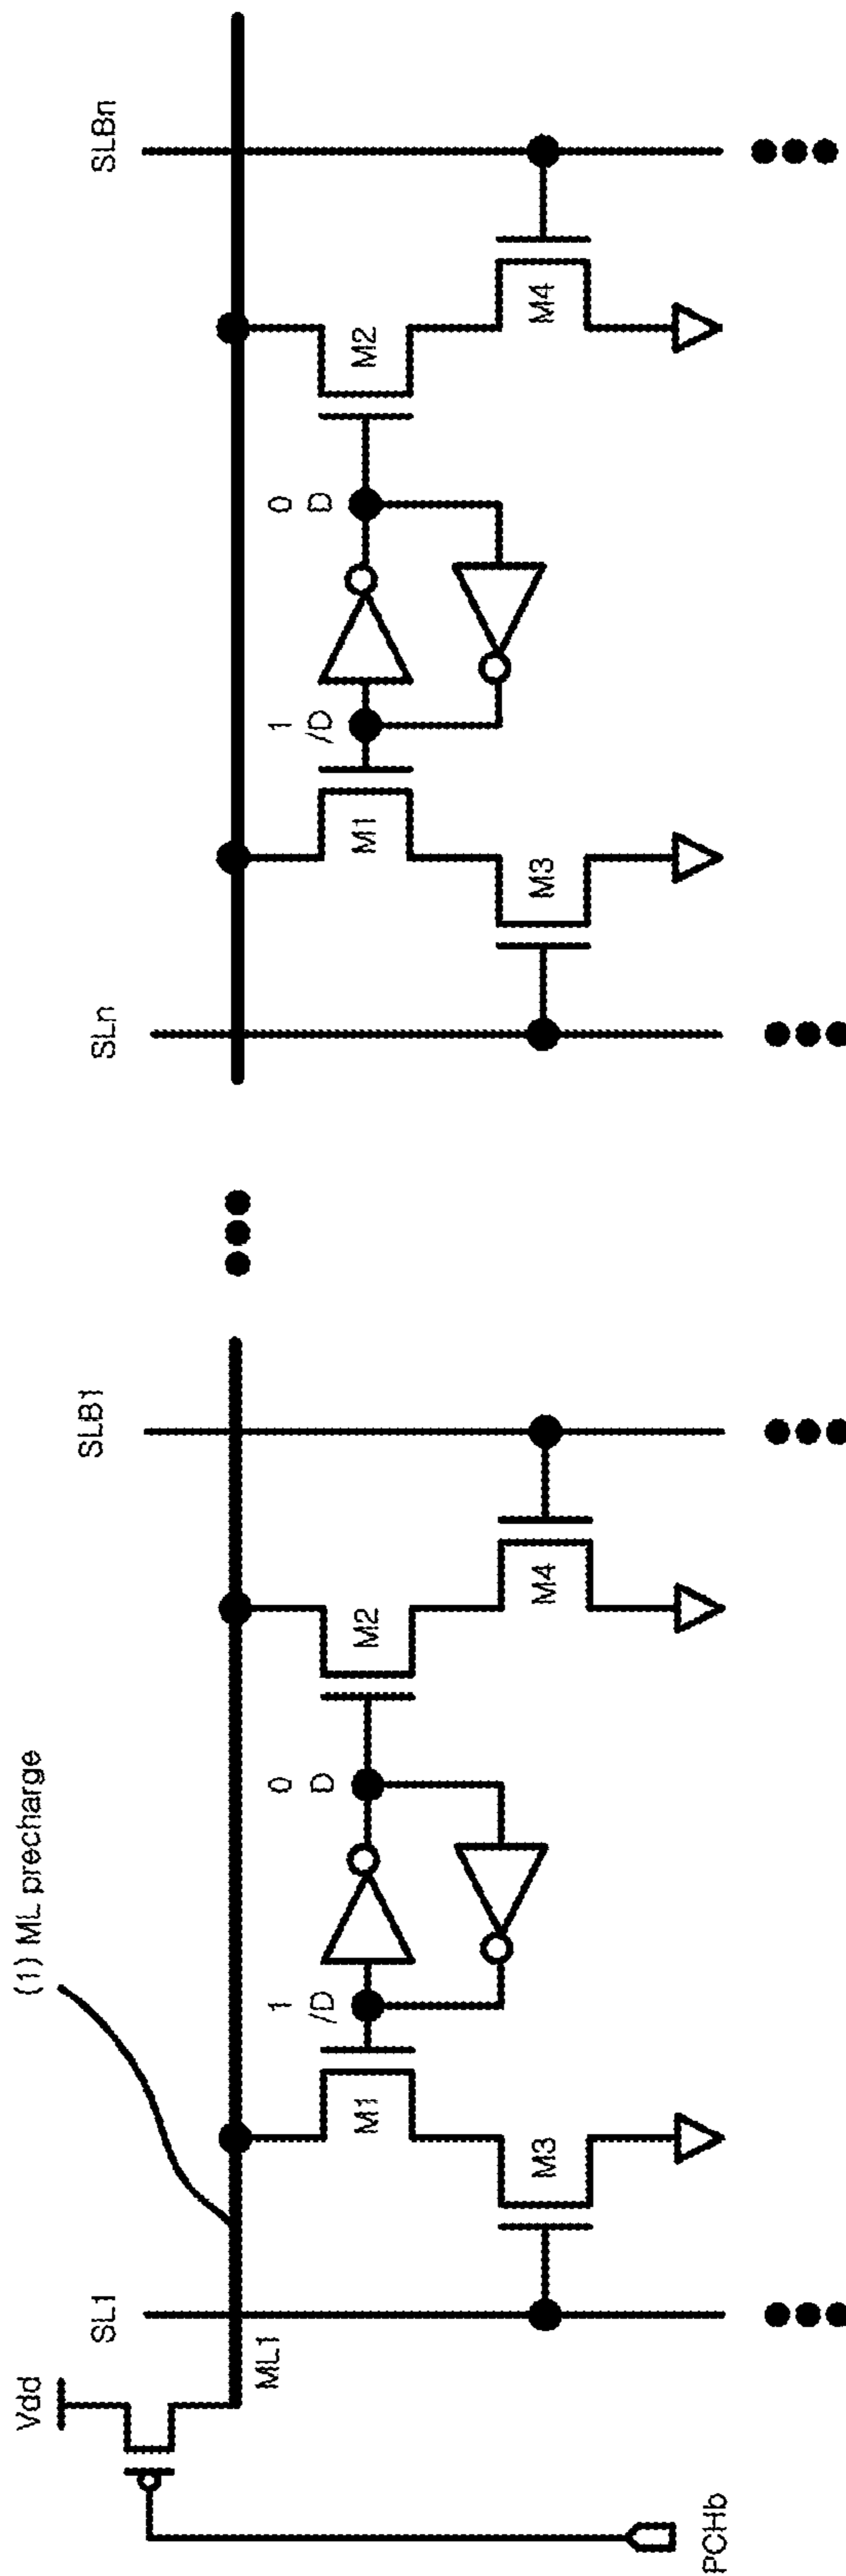 (1) ML precharge
Vdd
SL1
SLB1
SLn
SLBn
ML1
1
0
1
0
/D
D
/D
D
M1
M2
M1
M2
M3
M4
M3
M4
PCHb